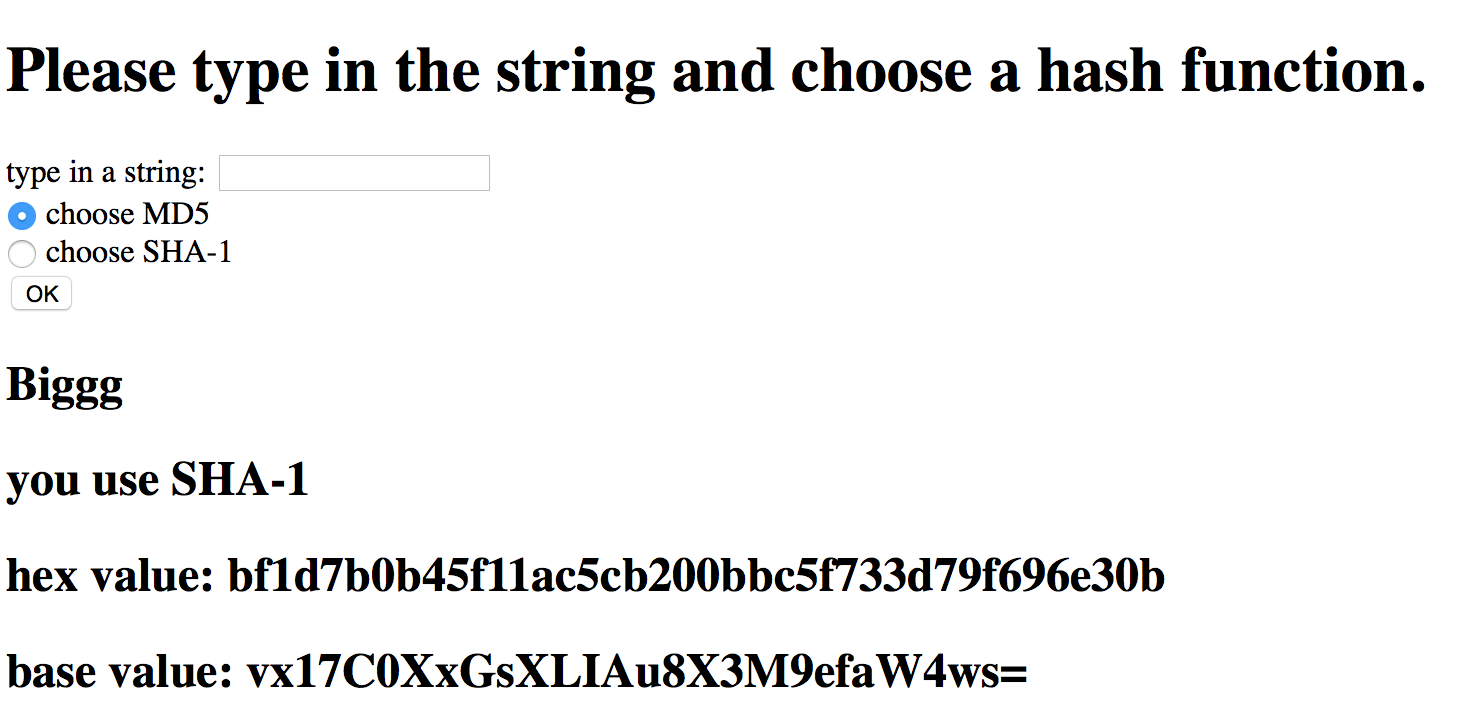 Please type in the string and choose a hash function.
type in a string:
choose MD5
choose SHA-1
OK
Biggg
you use SHA-1
hex value: bf1d7b0b45f11ac5cb200bbc5f733d79f696e30b
base value: vx17C0XxGsXLIAu8X3M9efaW4ws=